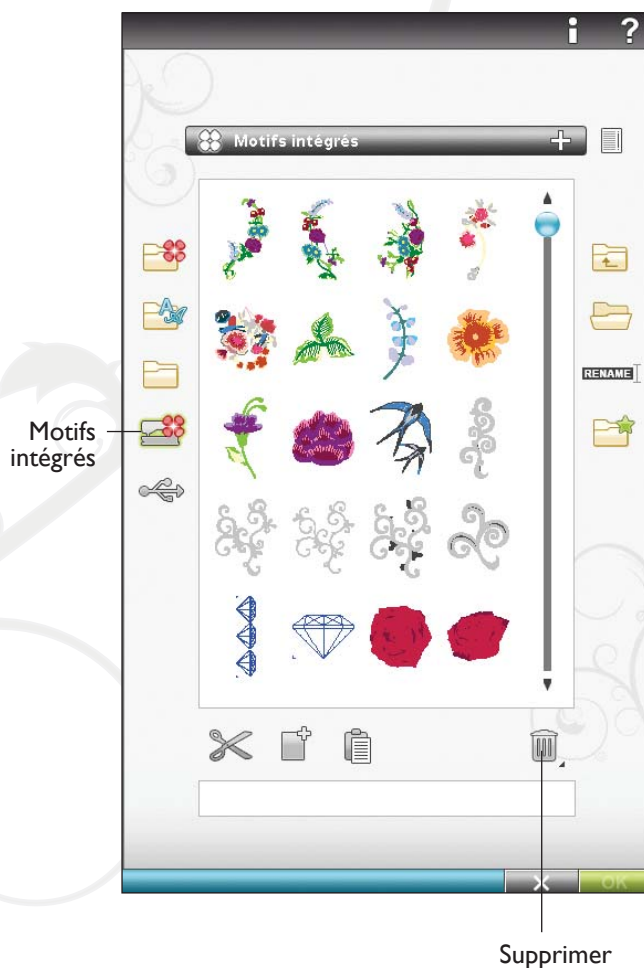 i ?
Motifs intégrés
RENAME
Motifs
intégrés
OK
Supprimer